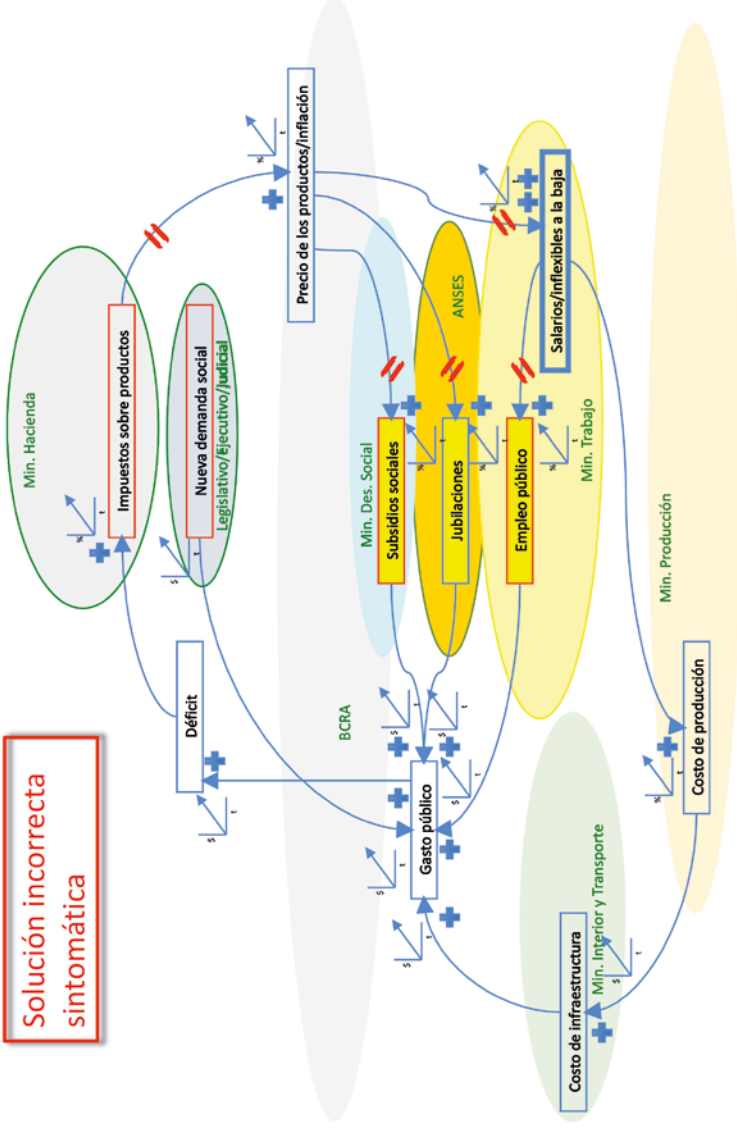 Solución incorrecta
sintomática
Min. Hacienda
%
t
Impuestos sobre productos
Déficit
$
t
Nueva demanda social
Legislativo/Ejecutivo/Judicial
$
t
%
t
Precio de los productos/inflación
BCRA
Min. Des. Social
$
t
$
t
Subsidios sociales
%
t
$
t
Gasto público
$
t
Jubilaciones
ANSES
%
t
$
t
%
t
Empleo público
%
t
Salarios/inflexibles a la baja
Min. Trabajo
Costo de infraestructura
Min. Interior y Transporte
$
t
Min. Producción
%
t
Costo de producción